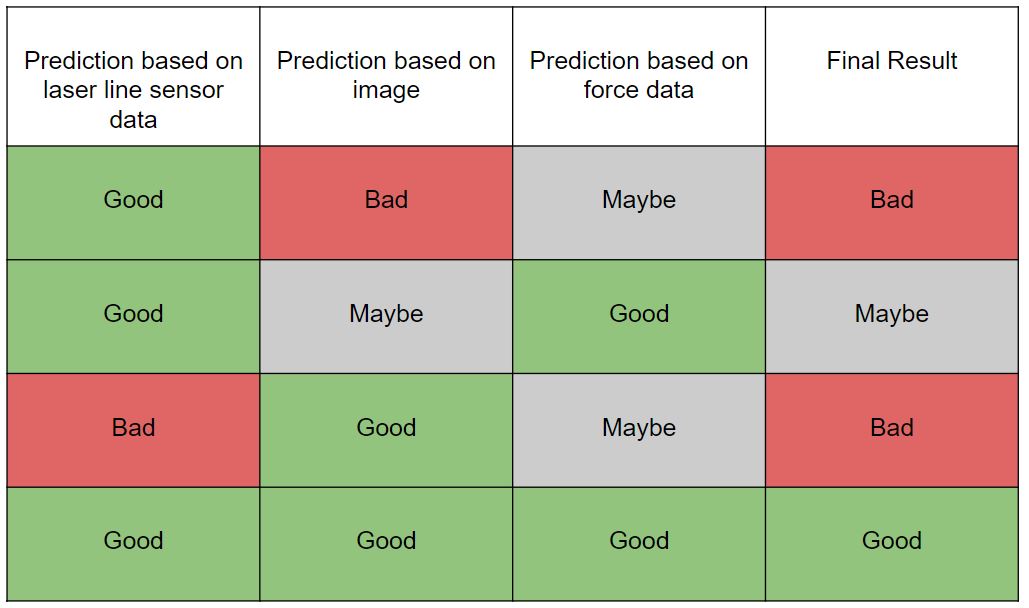 Prediction based on
laser line sensor
data
Prediction based on
image
Prediction based on
force data
Final Result
Good
Bad
Maybe
Bad
Good
Maybe
Good
Maybe
Bad
Good
Maybe
Bad
Good
Good
Good
Good